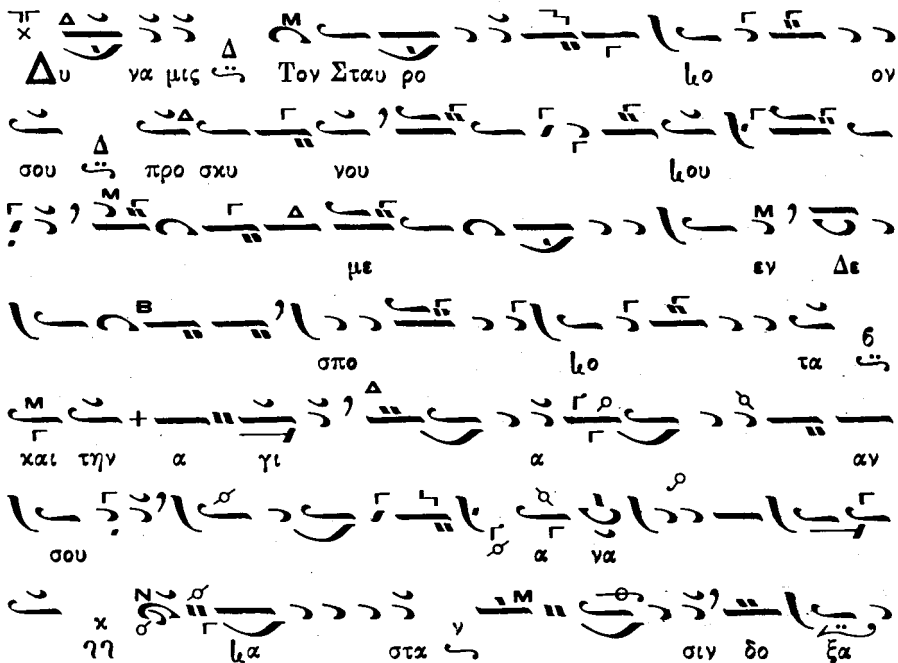 Δυ να μις Δ Τον Σταυ ρο ον
σου Δ προ σκυ νου
με εν Δε
σπο τα
και την α γι α αν
σου α να
στα σιν δο ξα